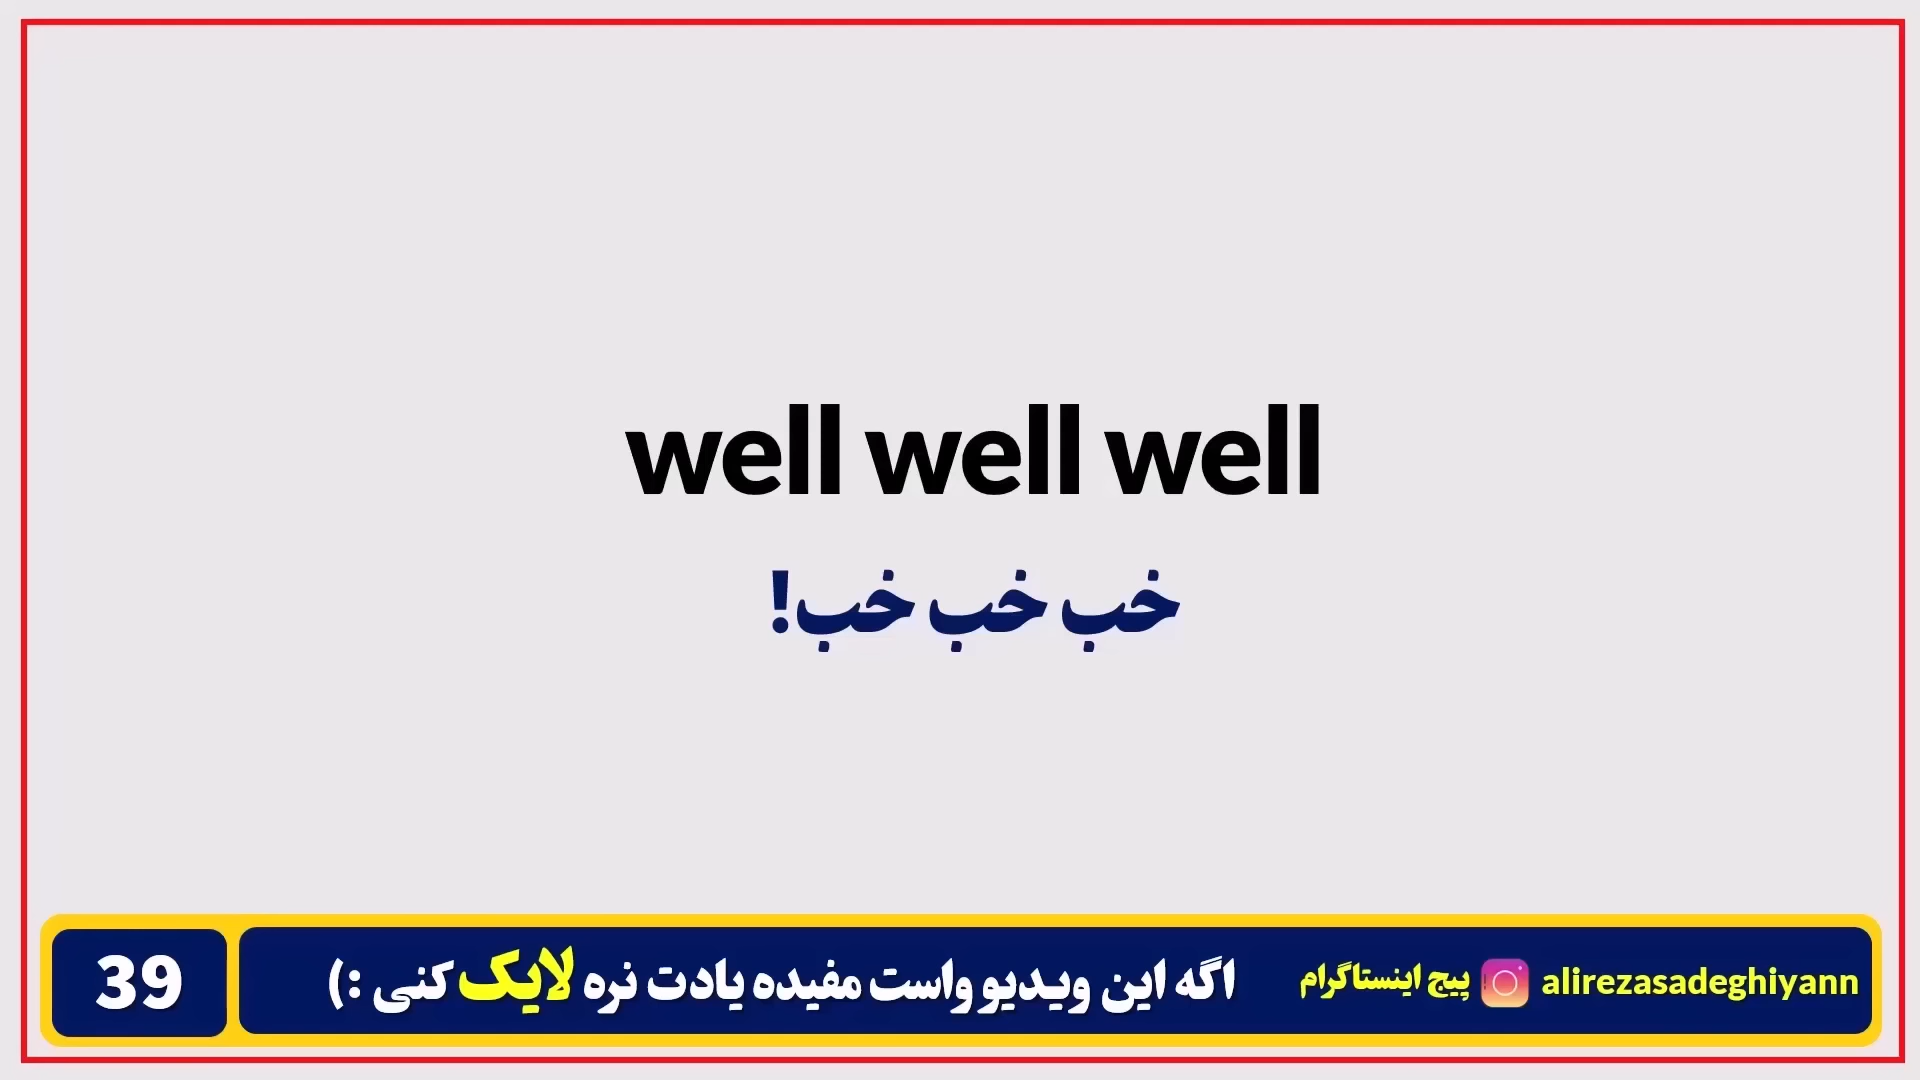 well well well
خب خب خب!
39
اگه این ویدیو واست مفیده یادت نره لایک کنی :)
پیج اینستاگرام
alirezasadeghiyann